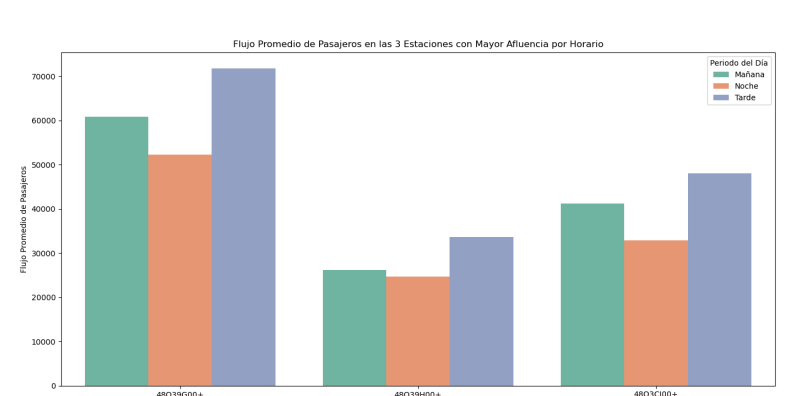 Flujo Promedio de Pasajeros en las 3 Estaciones con Mayor Afluencia por Horario
Periodo del Día
Mañana
Noche
Tarde
Flujo Promedio de Pasajeros
70000
60000
50000
40000
30000
20000
10000
0